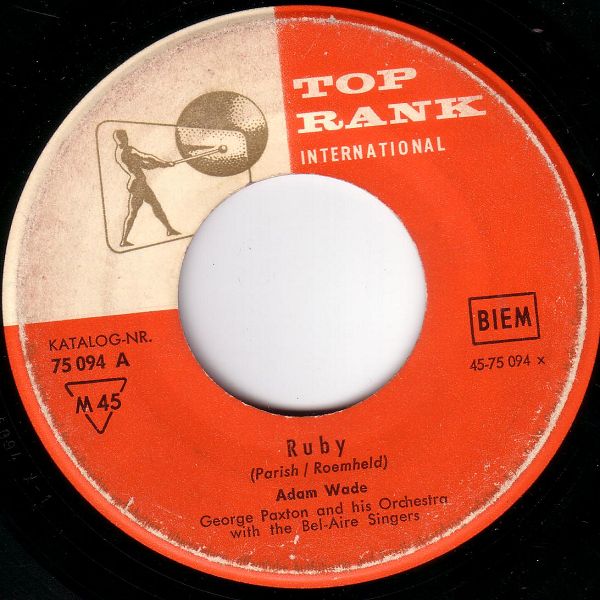 TOP
RANK
INTERNATIONAL
KATALOG-NR.
75 094 A
M 45
BIEM
45-75 094 x
Ruby
(Parish / Roemheld)
Adam Wade
George Paxton and his Orchestra
with the Bel-Aire Singers